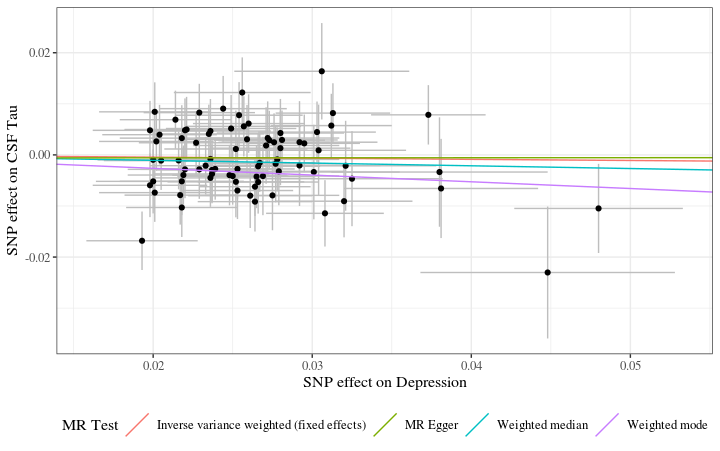 0.02
0.00
-0.02
SNP effect on CSF Tau
0.02 0.03 0.04 0.05
SNP effect on Depression
MR Test Inverse variance weighted (fixed effects) MR Egger Weighted median Weighted mode